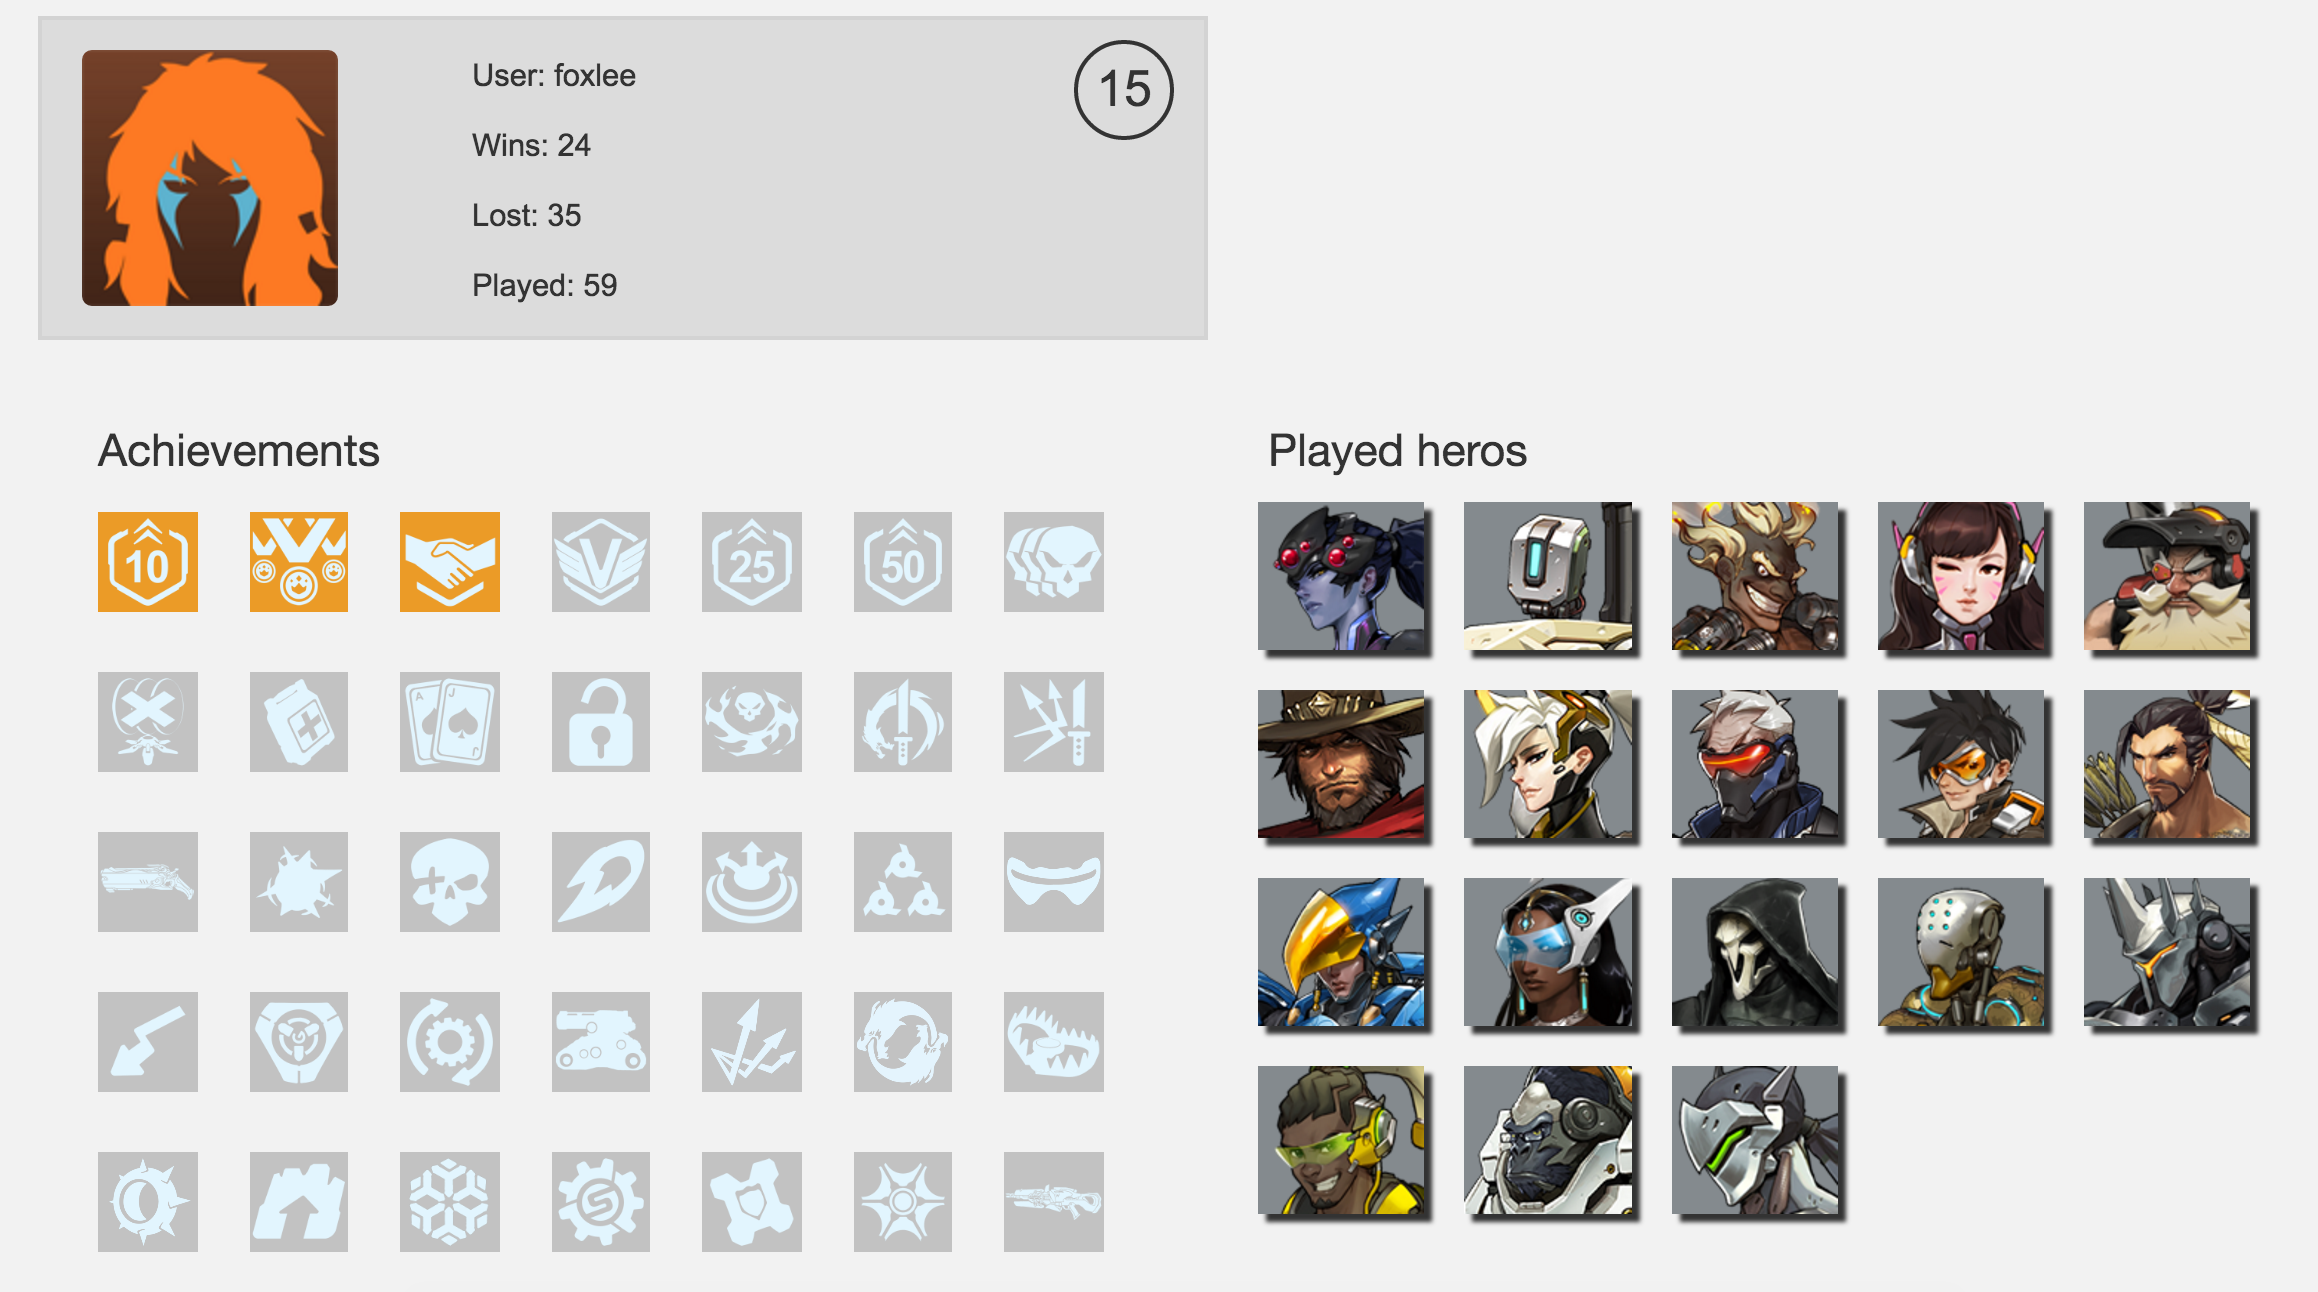 User: foxlee
15
Wins: 24
Lost: 35
Played: 59
Achievements
Played heros
10
V
25
50
A
J
J
S